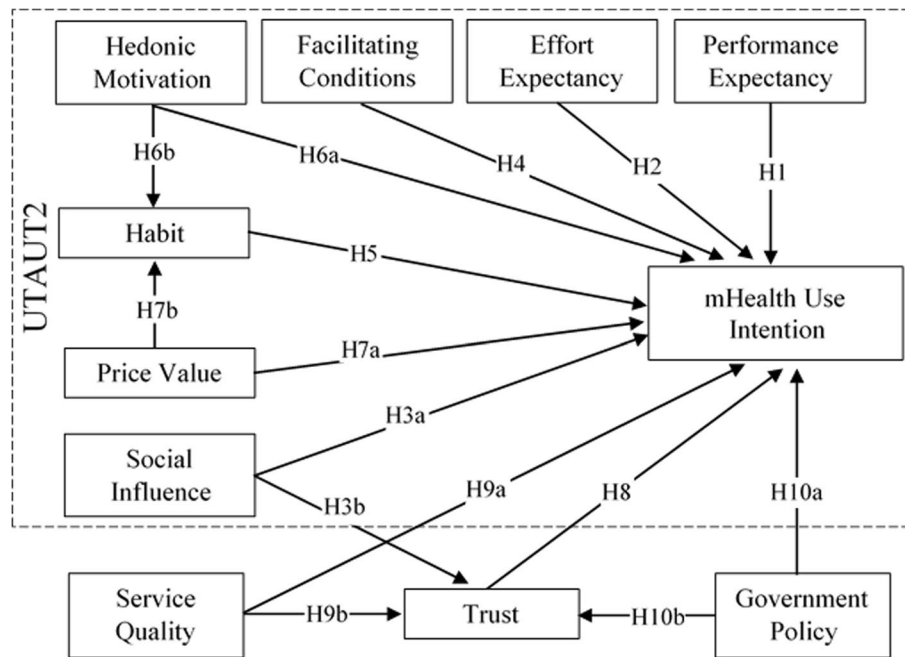 Hedonic
Motivation
Facilitating
Conditions
Effort
Expectancy
Performance
Expectancy
H6b
H6a
H4
H2
H1
UTAUT2
Habit
H5
mHealth Use
Intention
H7b
H7a
Price Value
H3a
Social
Influence
H3b
H9a
H8
H10a
Service
Quality
H9b
Trust
H10b
Government
Policy